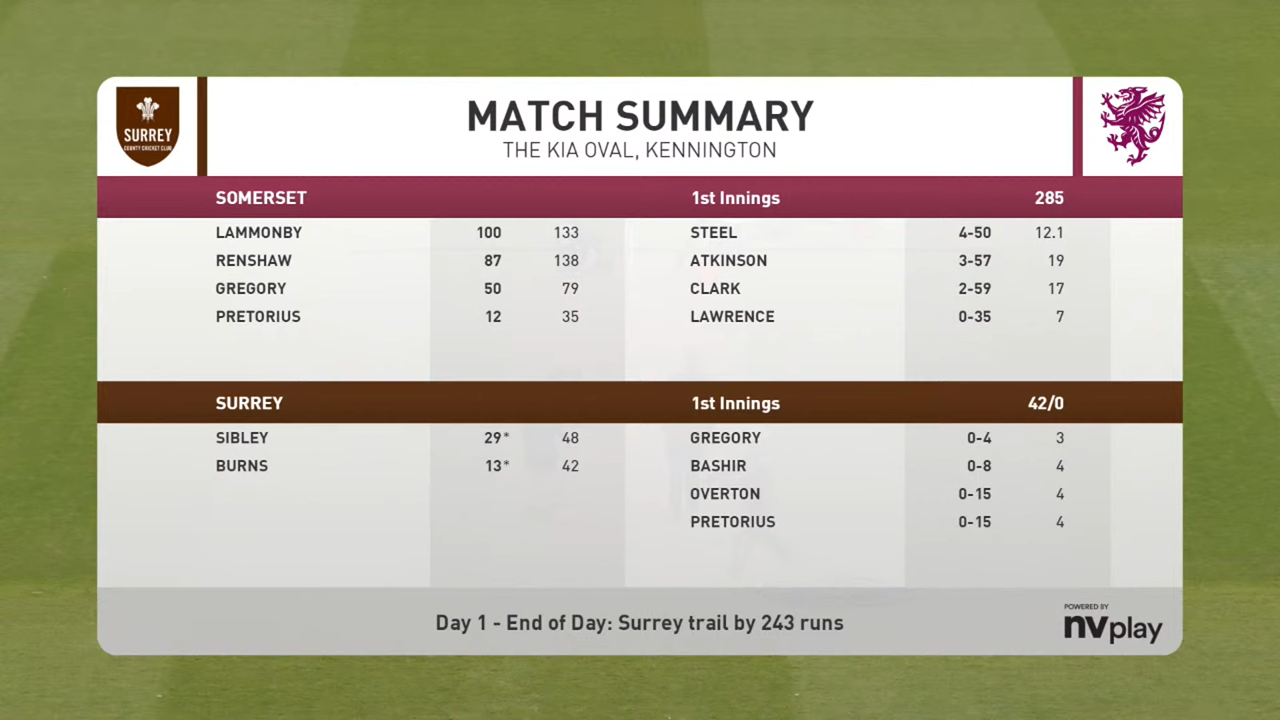 SURREY
COUNTY CRICKET CLUB
MATCH SUMMARY
THE KIA OVAL, KENNINGTON
SOMERSET 1st Innings 285
LAMMONBY 100 133 STEEL 4-50 12.1
RENSHAW 87 138 ATKINSON 3-57 19
GREGORY 50 79 CLARK 2-59 17
PRETORIUS 12 35 LAWRENCE 0-35 7
SURREY 1st Innings 42/0
SIBLEY 29* 48 GREGORY 0-4 3
BURNS 13* 42 BASHIR 0-8 4
OVERTON 0-15 4
PRETORIUS 0-15 4
Day 1 - End of Day: Surrey trail by 243 runs
POWERED BY
nvplay